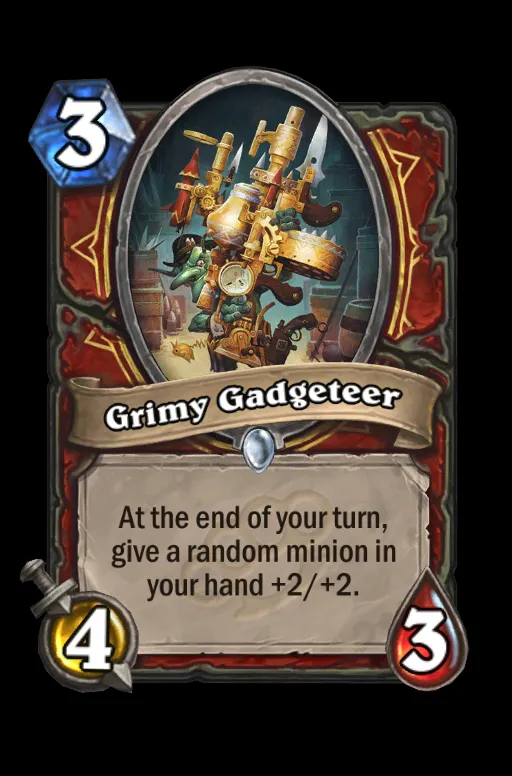 3
Grimy Gadgeteer
At the end of your turn,
give a random minion in
your hand +2/+2.
4
3